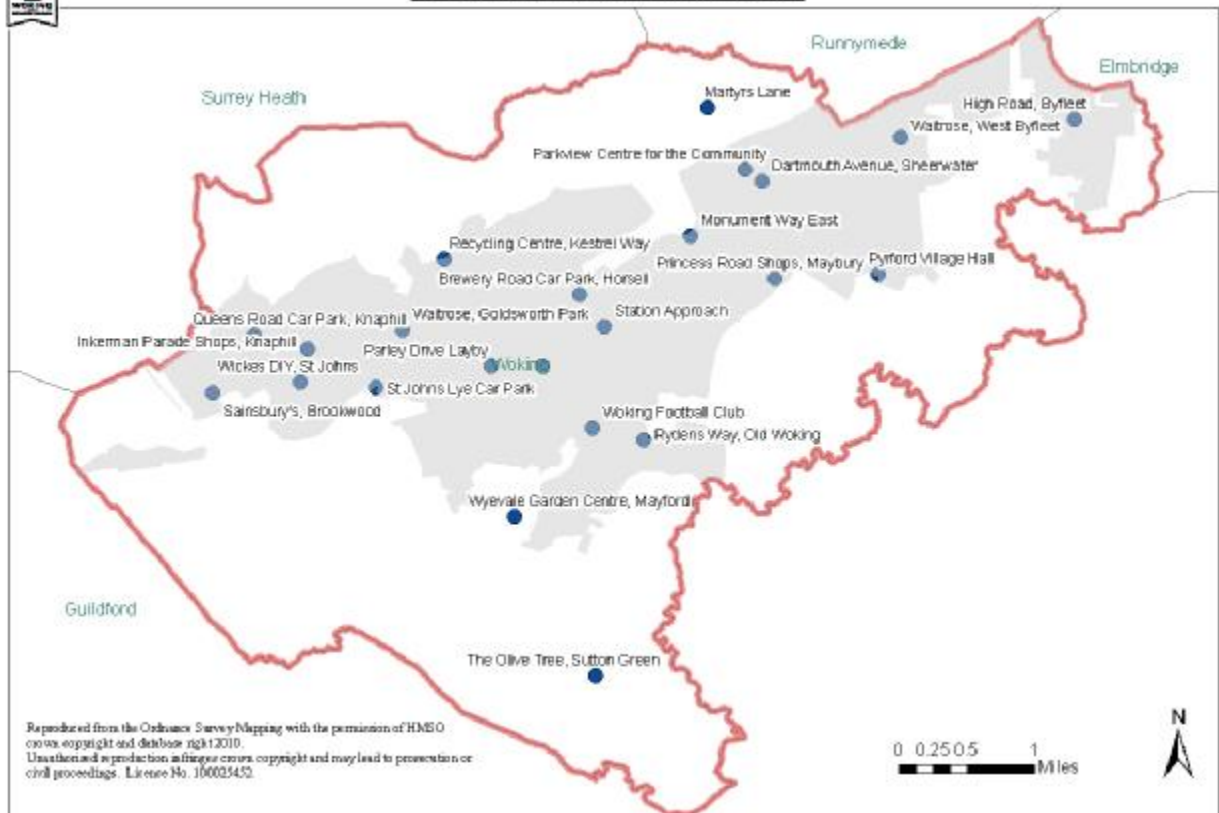 WOKING
Runnymede
Elmbridge
Surrey Heath
Martyrs Lane
High Road, Byfleet
Waitrose, West Byfleet
Parkview Centre for the Community
Dartmouth Avenue, Sheerwater
Monument Way East
Recycling Centre, Kestrel Way
Princess Road Shops, Maybury
Pyrford Village Hall
Brewery Road Car Park, Horsell
Station Approach
Waitrose, Goldsworth Park
Queens Road Car Park, Knaphill
Inkerman Parade Shops, Knaphill
Parley Drive Layby
Woking
Wickes DIY, St Johns
St Johns Lye Car Park
Sainsbury's, Brookwood
Woking Football Club
Rydens Way, Old Woking
Wyevale Garden Centre, Mayford
Guildford
The Olive Tree, Sutton Green
Reproduced from the Ordnance Survey Mapping with the permission of HMSO
crown copyright and database right 2010.
Unauthorised reproduction infringes crown copyright and may lead to prosecution or
civil proceedings. Licence No. 100025452.
0 0.25 0.5 1
Miles
N